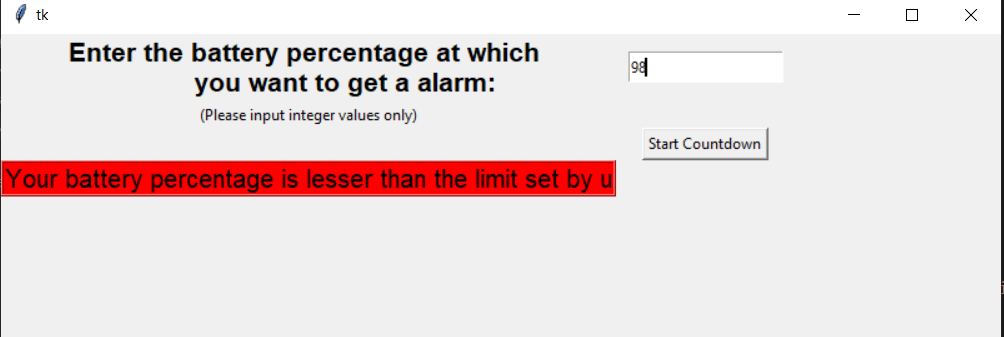 tk
Enter the battery percentage at which
you want to get a alarm:
98
(Please input integer values only)
Start Countdown
Your battery percentage is lesser than the limit set by u